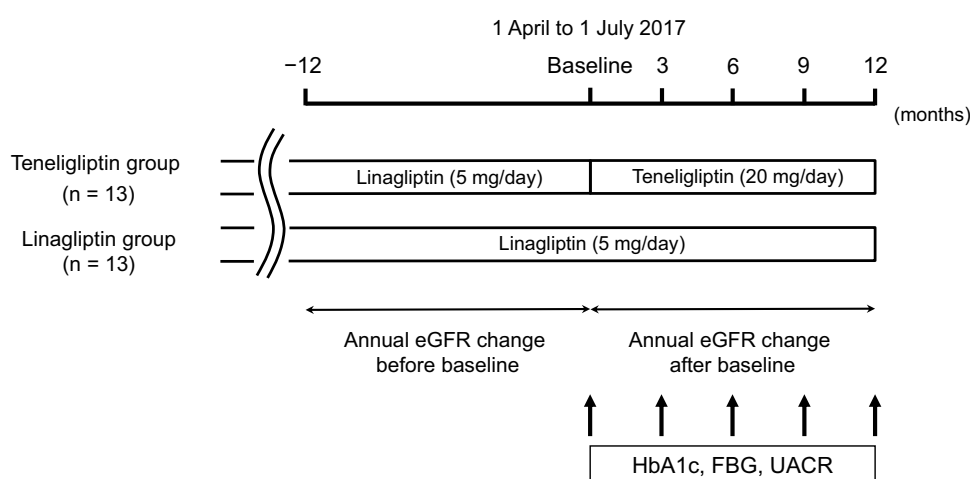 1 April to 1 July 2017
−12 Baseline 3 6 9 12
(months)
Teneligliptin group
(n = 13)
Linagliptin (5 mg/day) Teneligliptin (20 mg/day)
Linagliptin group
(n = 13)
Linagliptin (5 mg/day)
Annual eGFR change
before baseline
Annual eGFR change
after baseline
HbA1c, FBG, UACR